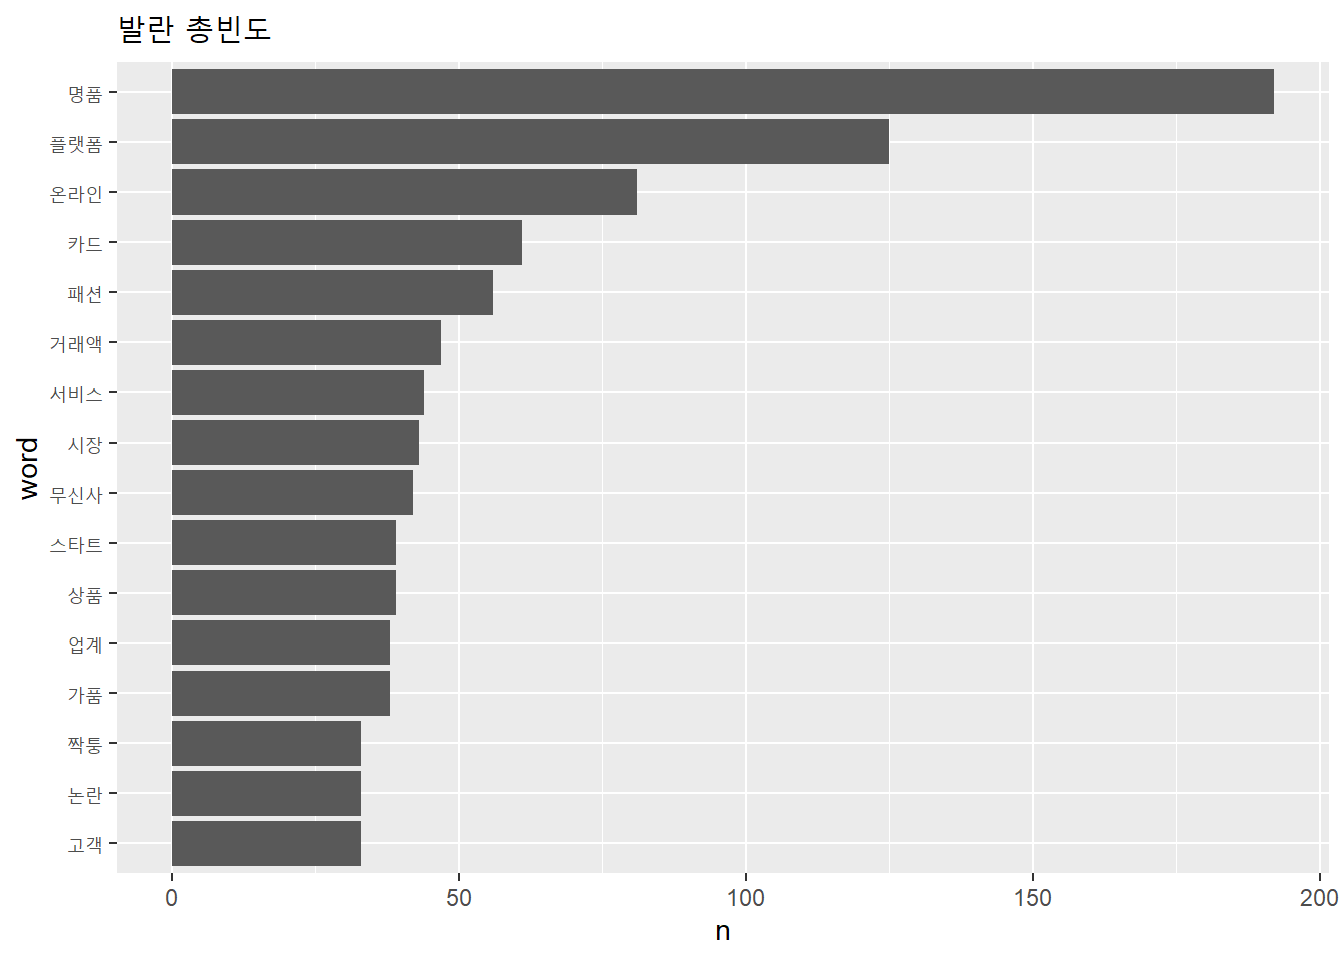 발란 총빈도
명품
플랫폼
온라인
카드
패션
거래액
서비스
시장
무신사
스타트
상품
업계
가품
짝퉁
논란
고객
word
0 50 100 150 200
n